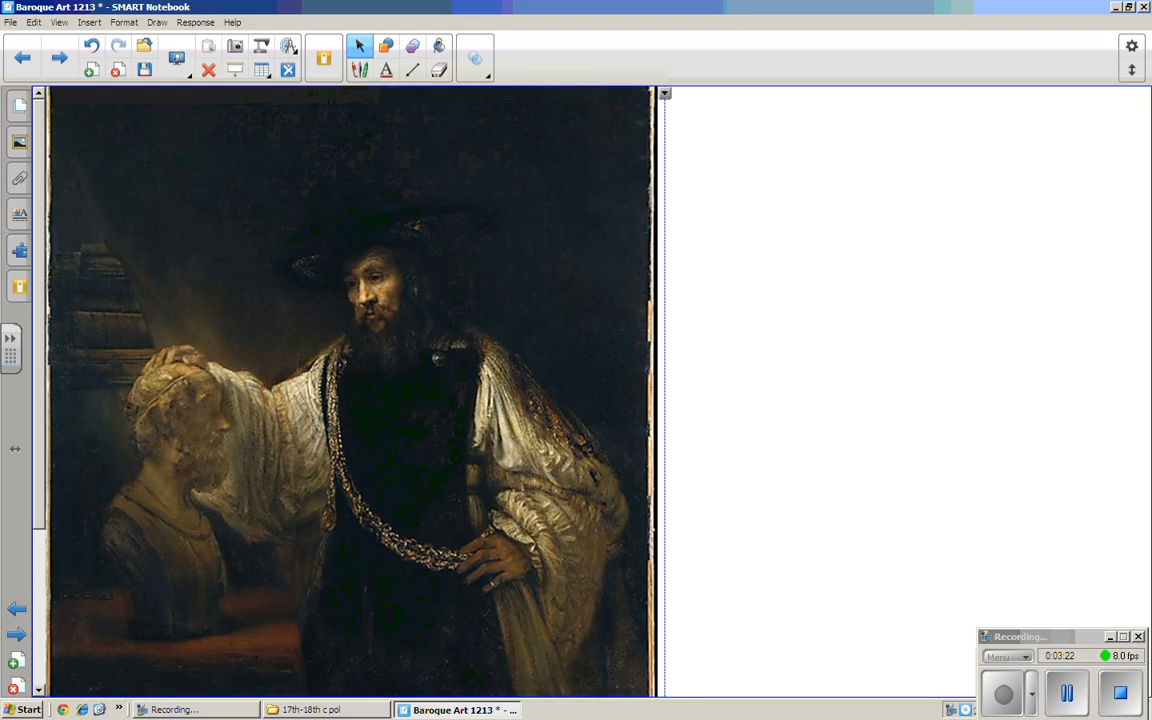 Baroque Art 1213 * - SMART Notebook
File Edit View Insert Format Draw Response Help
Recording...
Menu 0:03:22 8.0 fps
Start » Recording... 17th-18th c pol Baroque Art 1213 * - ...